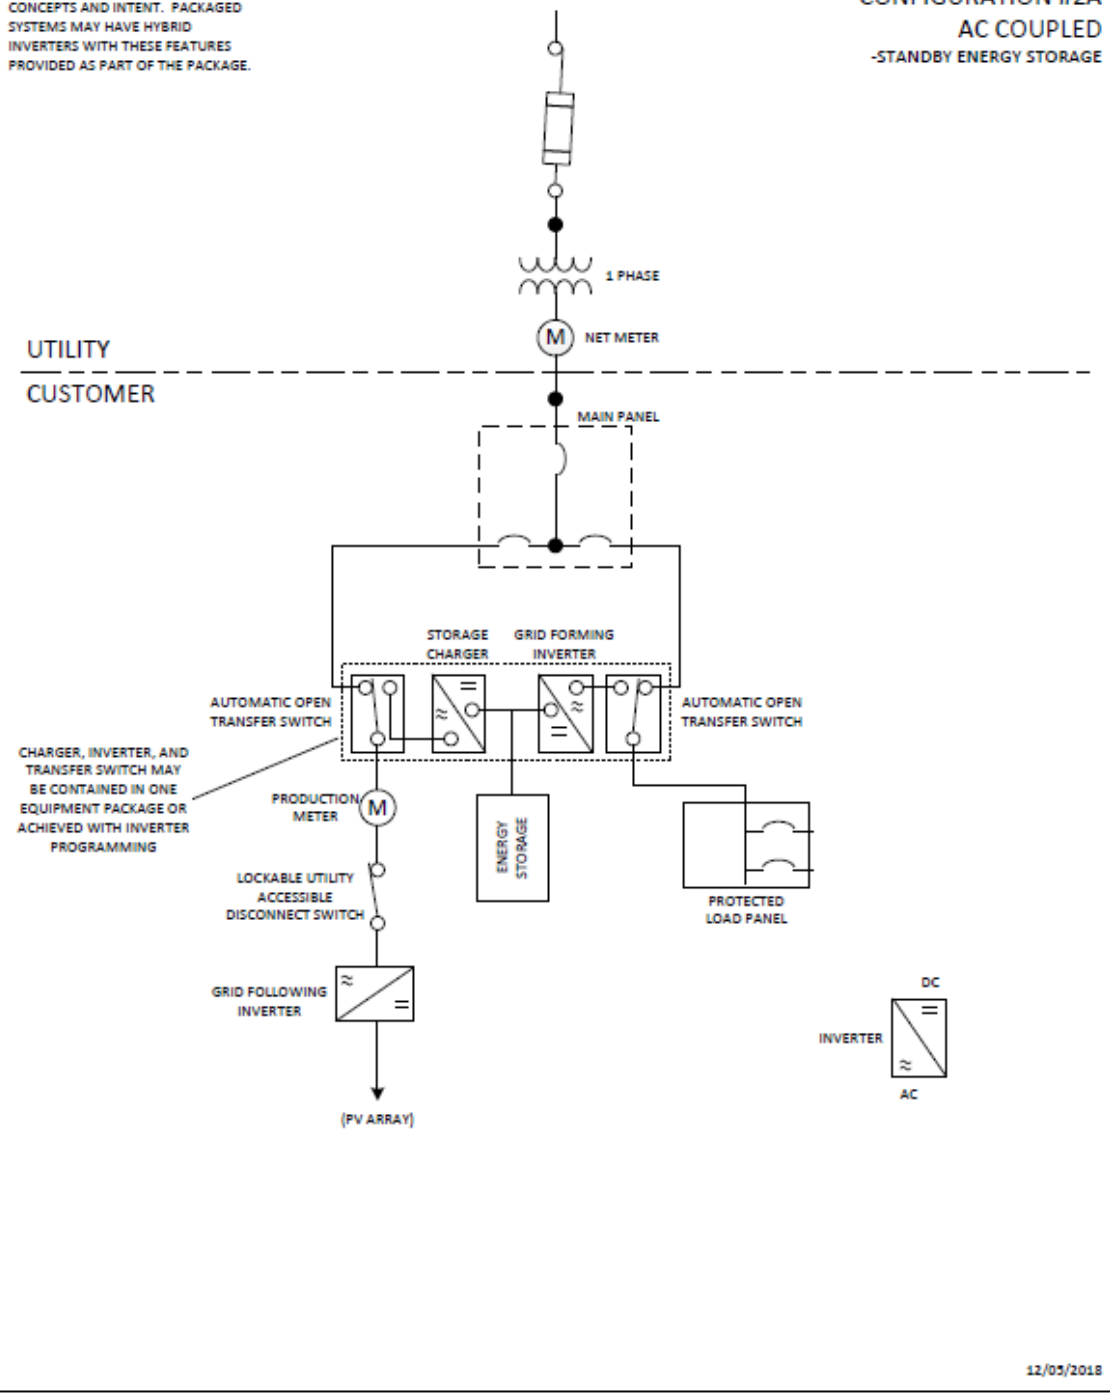 CONCEPTS AND INTENT. PACKAGED
SYSTEMS MAY HAVE HYBRID
INVERTERS WITH THESE FEATURES
PROVIDED AS PART OF THE PACKAGE.
CONFIGURATION #2A
AC COUPLED
-STANDBY ENERGY STORAGE
1 PHASE
M
NET METER
UTILITY
CUSTOMER
MAIN PANEL
STORAGE
CHARGER
GRID FORMING
INVERTER
AUTOMATIC OPEN
TRANSFER SWITCH
AUTOMATIC OPEN
TRANSFER SWITCH
CHARGER, INVERTER, AND
TRANSFER SWITCH MAY
BE CONTAINED IN ONE
EQUIPMENT PACKAGE OR
ACHIEVED WITH INVERTER
PROGRAMMING
PRODUCTION
METER
M
ENERGY
STORAGE
LOCKABLE UTILITY
ACCESSIBLE
DISCONNECT SWITCH
PROTECTED
LOAD PANEL
GRID FOLLOWING
INVERTER
DC
INVERTER
AC
(PV ARRAY)
12/05/2018